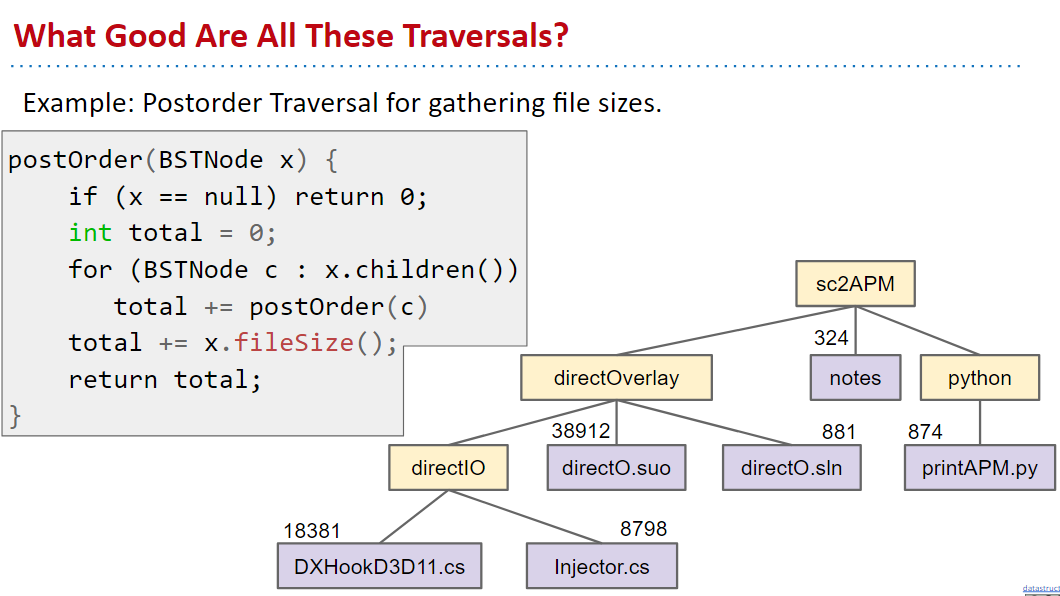 What Good Are All These Traversals?
Example: Postorder Traversal for gathering file sizes.
postOrder(BSTNode x) {
    if (x == null) return 0;
    int total = 0;
    for (BSTNode c : x.children())
       total += postOrder(c)
    total += x.fileSize();
    return total;
}
sc2APM
324
directOverlay
notes
python
38912
881
874
directIO
directO.suo
directO.sln
printAPM.py
18381
8798
DXHookD3D11.cs
Injector.cs
datastruct